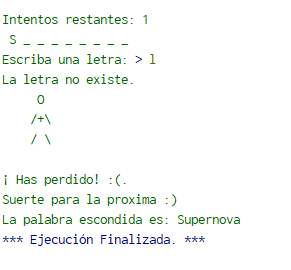 Intentos restantes: 1
S _ _ _ _ _ _ _ _
Escriba una letra: > l
La letra no existe.
O
/+\
/ \
¡ Has perdido! :(.
Suerte para la proxima :)
La palabra escondida es: Supernova
*** Ejecución Finalizada. ***